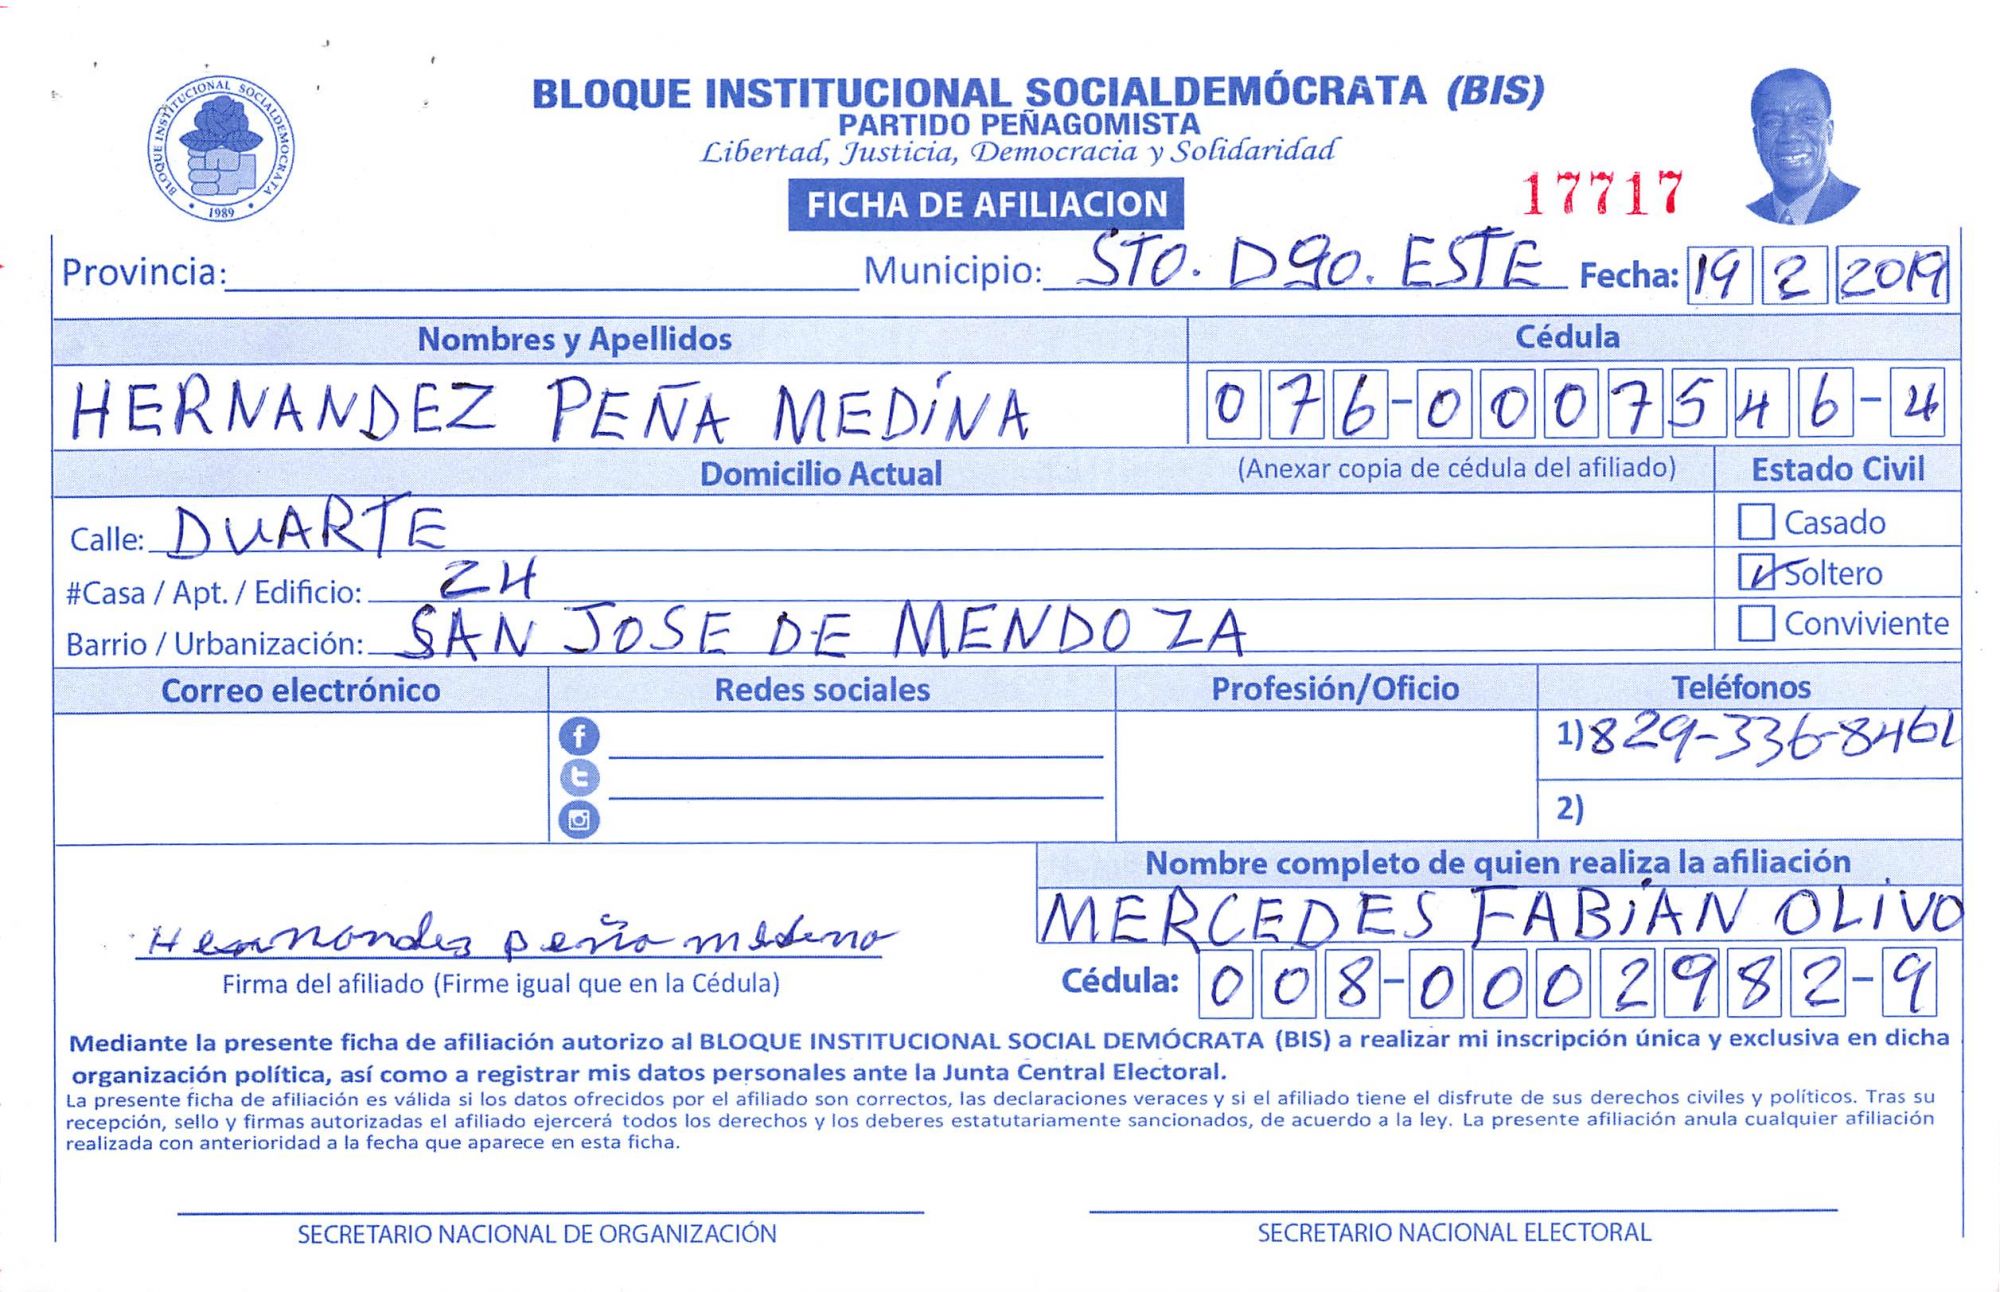 BLOQUE INSTITUCIONAL SOCIALDEMÓCRATA (BIS)
PARTIDO PEÑAGOMISTA
Libertad, Justicia, Democracia y Solidaridad
BLOQUE INSTITUCIONAL SOCIALDEMOCRATA
• 1989 •
FICHA DE AFILIACION
17717
Provincia: Municipio: STO. Dgo. ESTE Fecha: 19 2 2019
Nombres y Apellidos Cédula
HERNANDEZ PEÑA MEDINA 076-0007546-4
Domicilio Actual (Anexar copia de cédula del afiliado) Estado Civil
Calle: DUARTE Casado
#Casa / Apt. / Edificio: 24 Soltero
Barrio / Urbanización: SAN JOSE DE MENDOZA Conviviente
Correo electrónico Redes sociales Profesión/Oficio Teléfonos
1) 829-336-8461
2)
Nombre completo de quien realiza la afiliación
MERCEDES FABIAN OLIVO
Hernandez peña medina
Firma del afiliado (Firme igual que en la Cédula) Cédula: 008-0002982-9
Mediante la presente ficha de afiliación autorizo al BLOQUE INSTITUCIONAL SOCIAL DEMÓCRATA (BIS) a realizar mi inscripción única y exclusiva en dicha
organización política, así como a registrar mis datos personales ante la Junta Central Electoral.
La presente ficha de afiliación es válida si los datos ofrecidos por el afiliado son correctos, las declaraciones veraces y si el afiliado tiene el disfrute de sus derechos civiles y políticos. Tras su
recepción, sello y firmas autorizadas el afiliado ejercerá todos los derechos y los deberes estatutariamente sancionados, de acuerdo a la ley. La presente afiliación anula cualquier afiliación
realizada con anterioridad a la fecha que aparece en esta ficha.
SECRETARIO NACIONAL DE ORGANIZACIÓN SECRETARIO NACIONAL ELECTORAL